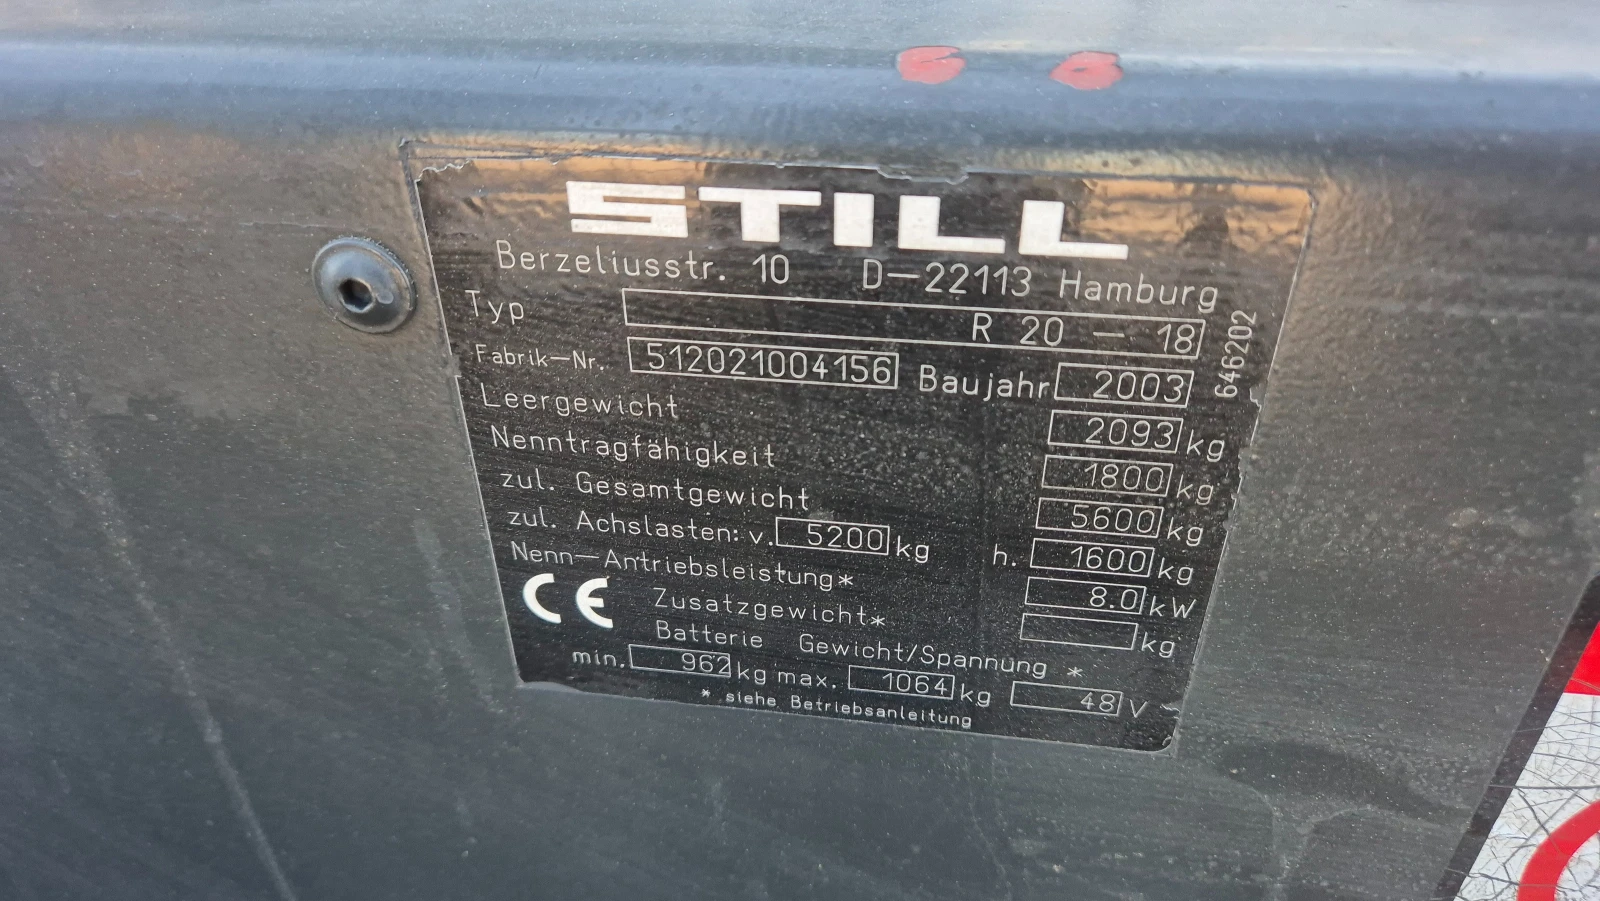 STILL
Berzeliusstr. 10 D-22113 Hamburg
Typ R 20 - 18
646202
Fabrik-Nr. 512021004156 Baujahr 2003
Leergewicht 2093 kg
Nenntragfähigkeit 1800 kg
zul. Gesamtgewicht 5600 kg
zul. Achslasten: v. 5200 kg h. 1600 kg
Nenn-Antriebsleistung* 8.0 kW
CE Zusatzgewicht* kg
Batterie Gewicht/Spannung *
min. 962 kg max. 1064 kg 48 V
* siehe Betriebsanleitung